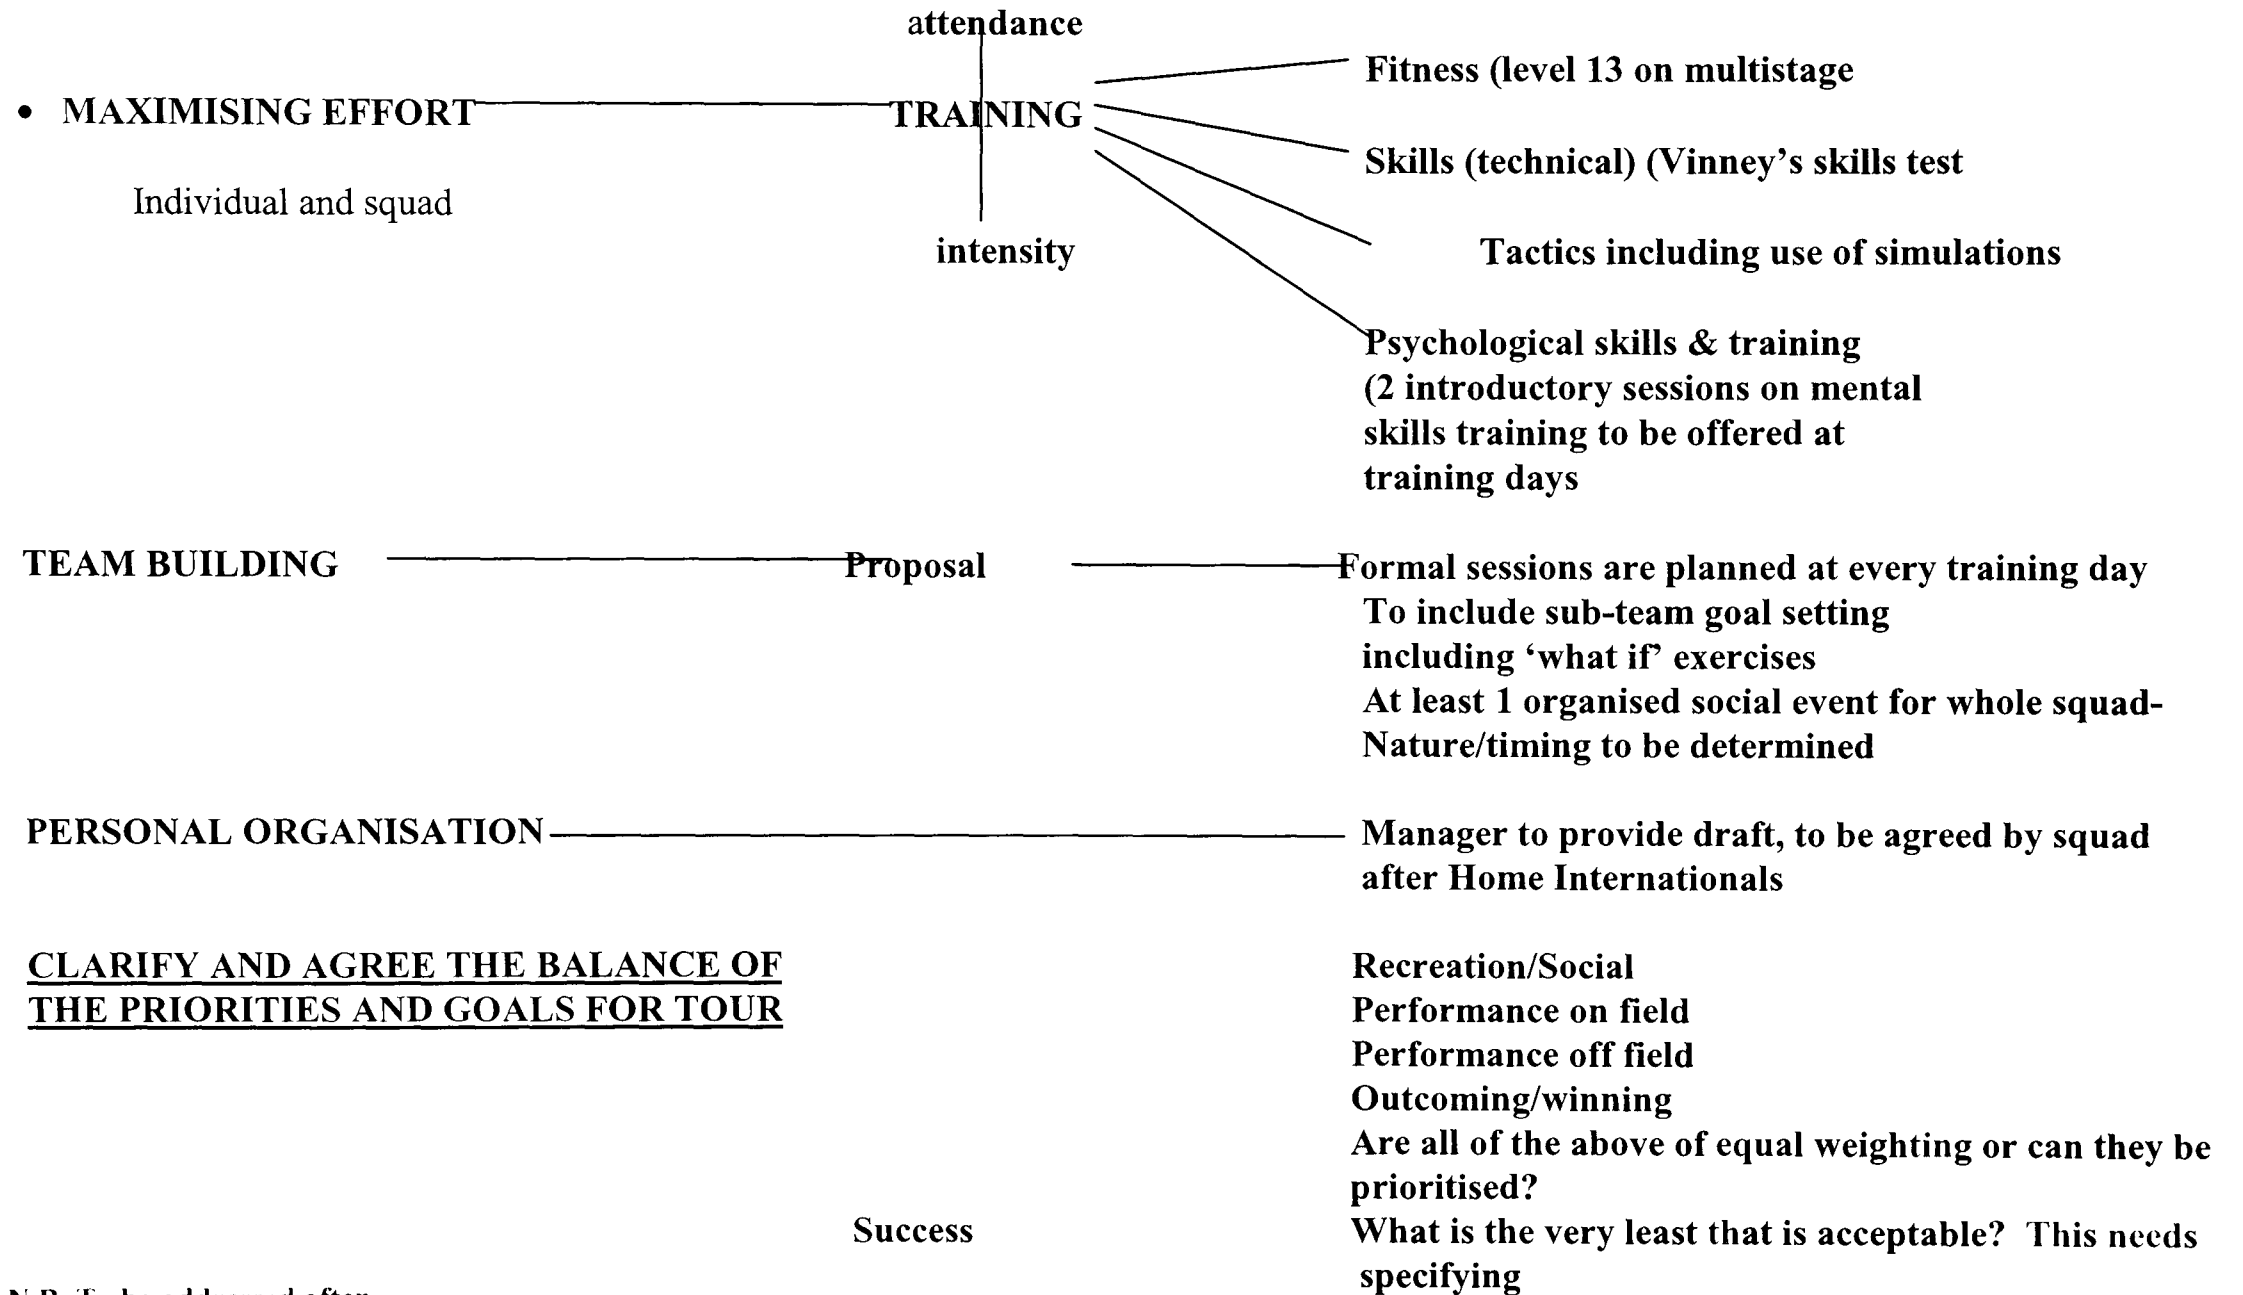 attendance
• MAXIMISING EFFORT TRAINING Fitness (level 13 on multistage
Skills (technical) (Vinney’s skills test
Individual and squad
intensity Tactics including use of simulations
Psychological skills & training
(2 introductory sessions on mental
skills training to be offered at
training days
TEAM BUILDING Proposal Formal sessions are planned at every training day
To include sub-team goal setting
including ‘what if’ exercises
At least 1 organised social event for whole squad-
Nature/timing to be determined
PERSONAL ORGANISATION Manager to provide draft, to be agreed by squad
after Home Internationals
CLARIFY AND AGREE THE BALANCE OF Recreation/Social
THE PRIORITIES AND GOALS FOR TOUR Performance on field
Performance off field
Outcoming/winning
Are all of the above of equal weighting or can they be
prioritised?
Success What is the very least that is acceptable? This needs
specifying